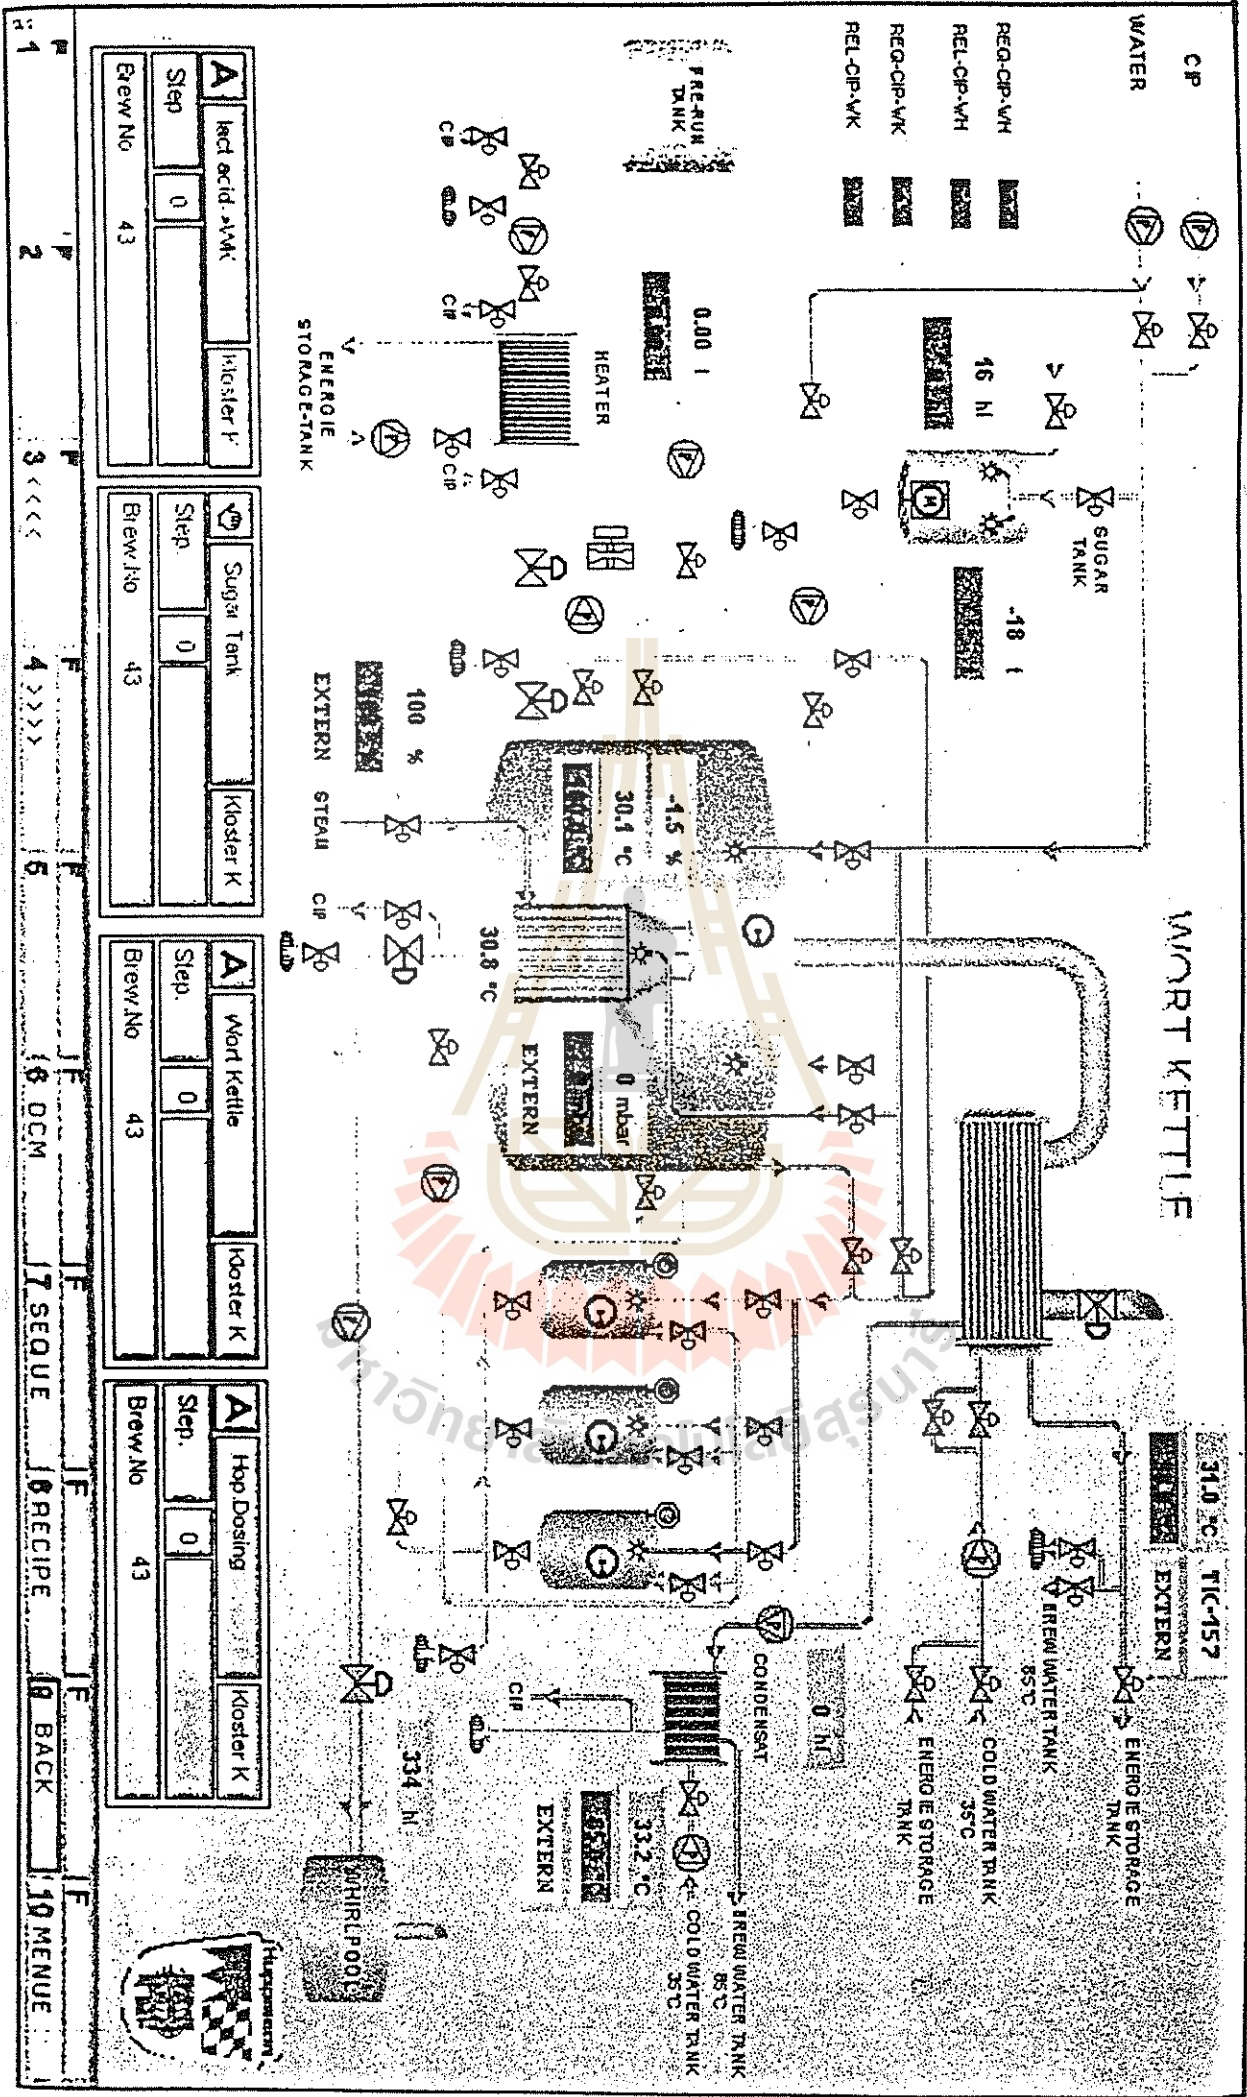 WORT KETTLE
CIP
WATER
REQ-CIP-WH
REL-CIP-WH
REQ-CIP-WK
REL-CIP-WK
PRE-RUN
TANK
16 hl
SUGAR
TANK
-18 t
0.00 l
HEATER
CIP
CIP
CIP
ENERGIE
STORAGE-TANK
100 %
EXTERN
STEAM
CIP
-1.5 %
30.1 °C
30.8 °C
0 mbar
EXTERN
31.0 °C
TIC-157
EXTERN
ENERGIE STORAGE
TANK
BREW WATER TANK
85°C
COLD WATER TANK
35°C
ENERGIE STORAGE
TANK
0 hl
CONDENSAT
CIP
BREW WATER TANK
85°C
COLD WATER TANK
35°C
33.2 °C
EXTERN
334 hl
WHIRLPOOL
Huppmann
A lact acid->WK
Step 0
Brew No 43
Sugar Tank Kloster K
Step. 0
Brew.No 43
A Wort Kettle Kloster K
Step. 0
Brew.No 43
A Hop.Dosing Kloster K
Step. 0
Brew.No 43
F F F F F F F F F F
1 2 3 <<<< 4 >>>> 5 6 OCM 7 SEQUE 8 RECIPE 9 BACK 10 MENUE